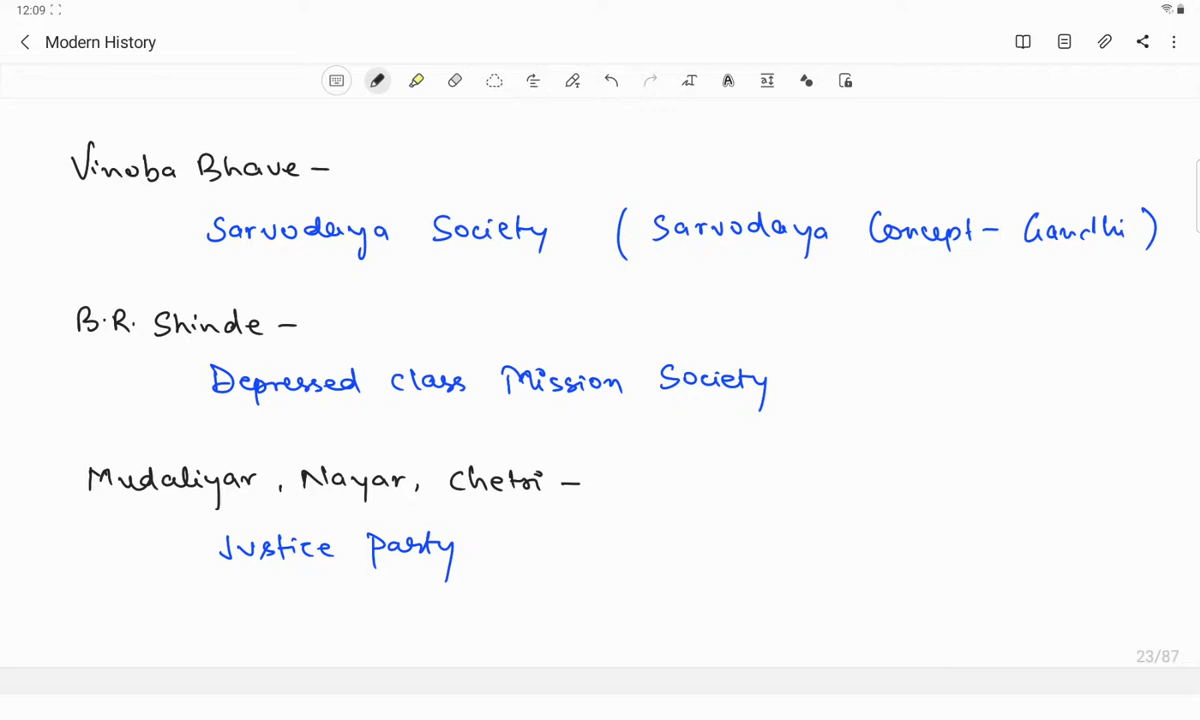 12:09
Modern History
Vinoba Bhave –
Sarvodaya Society (Sarvodaya Concept – Gandhi)
B.R. Shinde –
Depressed class Mission Society
Mudaliyar, Nayar, Chetri –
Justice Party
23/87